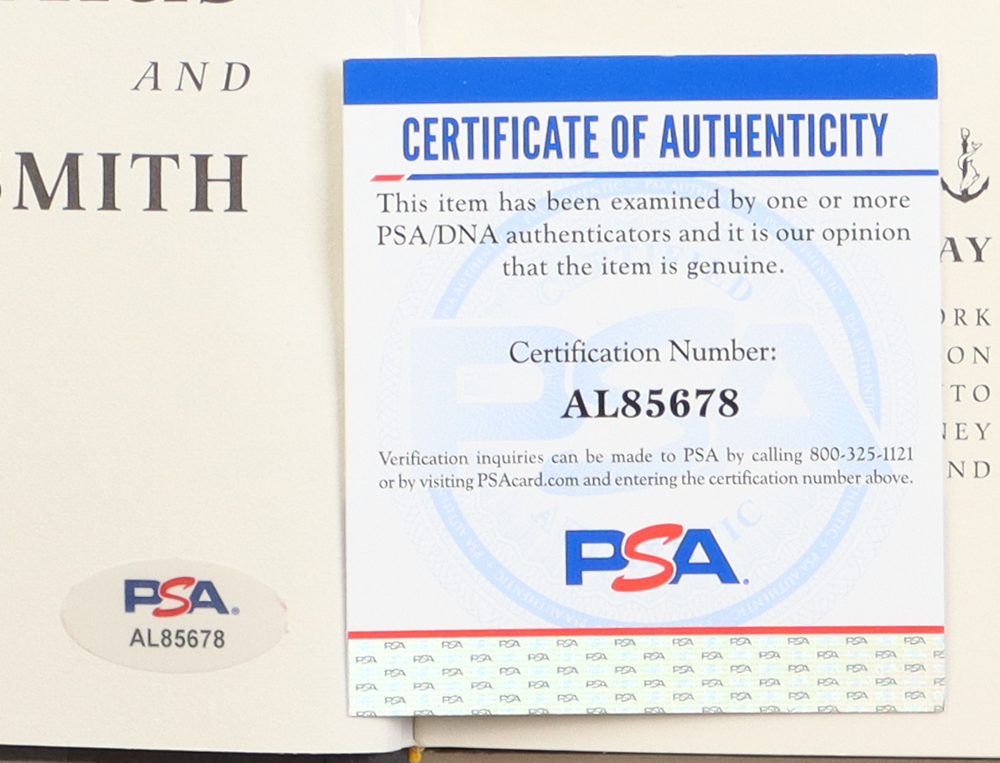 AND
SMITH
PSA
AL85678
CERTIFICATE OF AUTHENTICITY
This item has been examined by one or more
PSA/DNA authenticators and it is our opinion
that the item is genuine.
Certification Number:
AL85678
Verification inquiries can be made to PSA by calling 800-325-1121
or by visiting PSAcard.com and entering the certification number above.
PSA
AY
RK
ON
TO
EY
ND